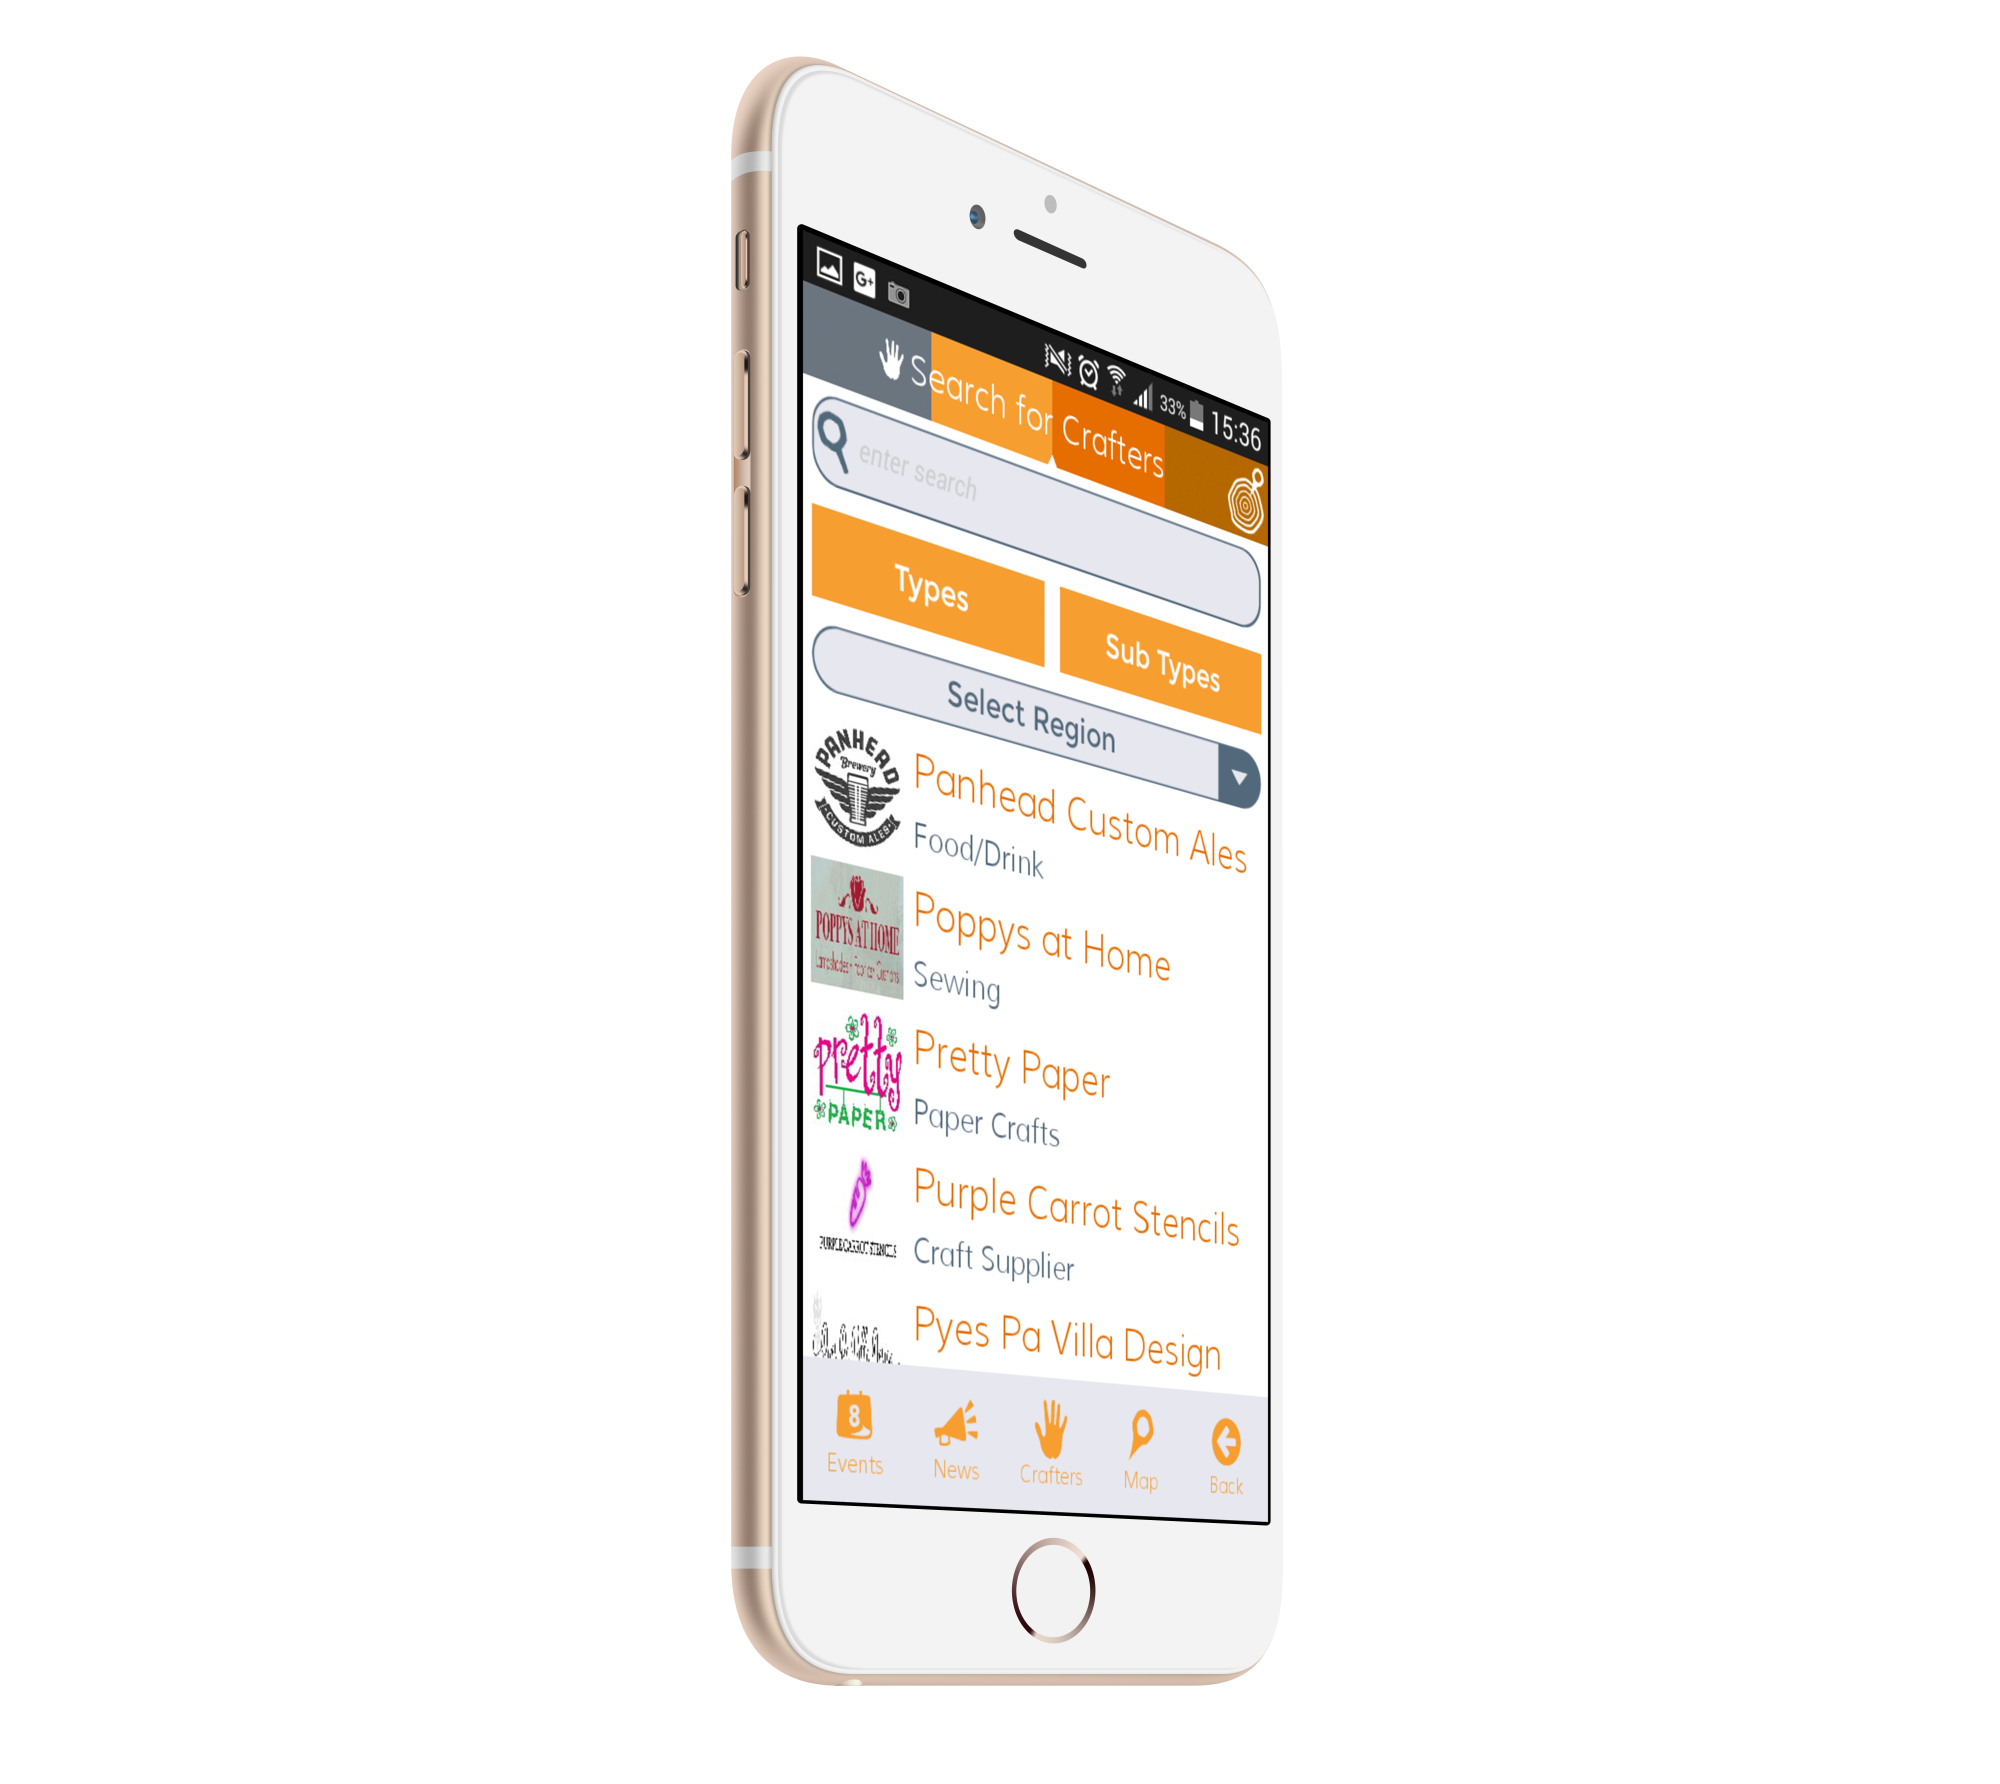 G+
33% 15:36
Search for Crafters
enter search
Types
Sub Types
Select Region
PANHEAD
Brewery
CUSTOM ALES
Panhead Custom Ales
Food/Drink
POPPYS AT HOME
Poppys at Home
Sewing
pretty
PAPER
Pretty Paper
Paper Crafts
PURPLE CARROT STENCILS
Purple Carrot Stencils
Craft Supplier
Pyes Pa Villa Design
8
Events
News
Crafters
Map
Back